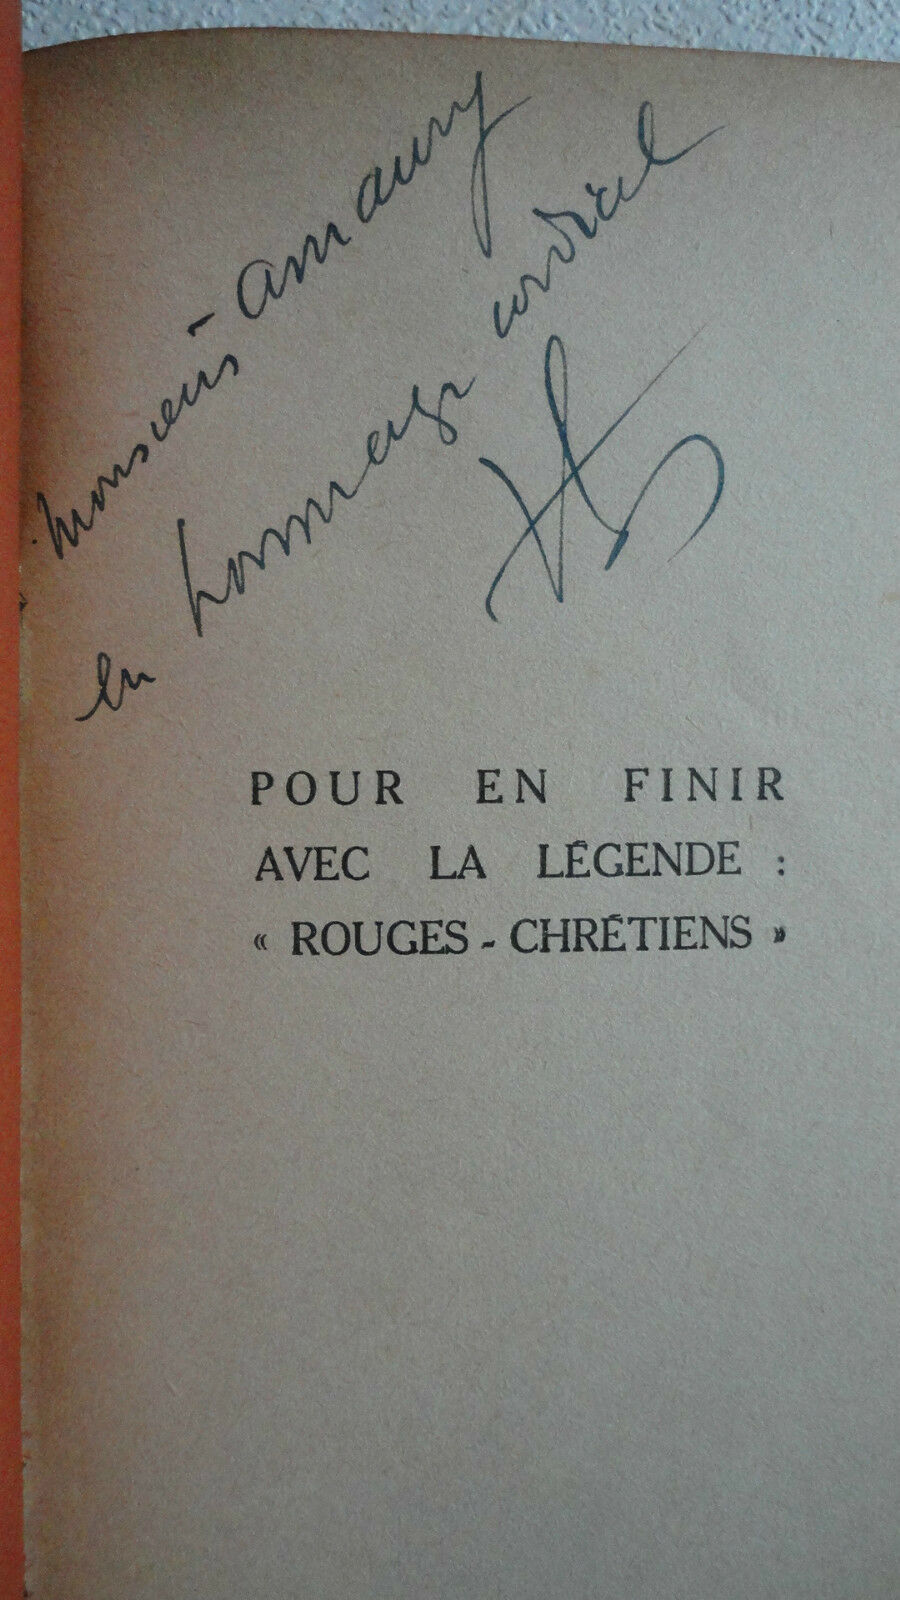 Monsieur Amaury
en hommage cordial
POUR EN FINIR
AVEC LA LÉGENDE :
« ROUGES - CHRÉTIENS »